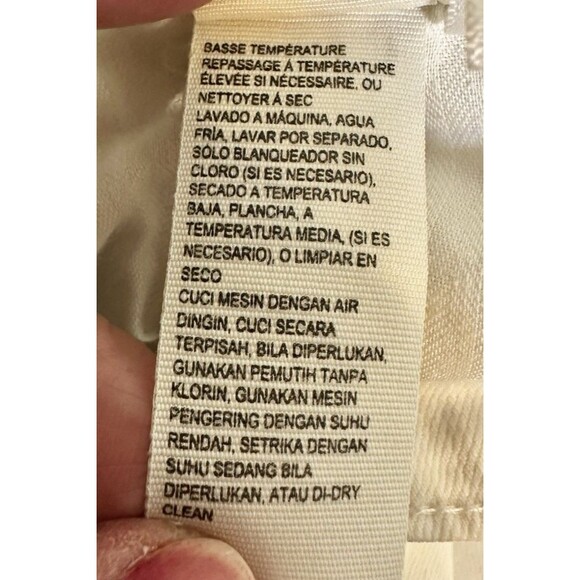 BASSE TEMPÉRATURE
REPASSAGE À TEMPÉRATURE
ÉLEVÉE SI NÉCESSAIRE, OU
NETTOYER À SEC
LAVADO A MÁQUINA, AGUA
FRÍA, LAVAR POR SEPARADO,
SÓLO BLANQUEADOR SIN
CLORO (SI ES NECESARIO),
SECADO A TEMPERATURA
BAJA, PLANCHA, A
TEMPERATURA MEDIA, (SI ES
NECESARIO), O LIMPIAR EN
SECO
CUCI MESIN DENGAN AIR
DINGIN, CUCI SECARA
TERPISAH, BILA DIPERLUKAN,
GUNAKAN PEMUTIH TANPA
KLORIN, GUNAKAN MESIN
PENGERING DENGAN SUHU
RENDAH, SETRIKA DENGAN
SUHU SEDANG BILA
DIPERLUKAN, ATAU DI-DRY
CLEAN